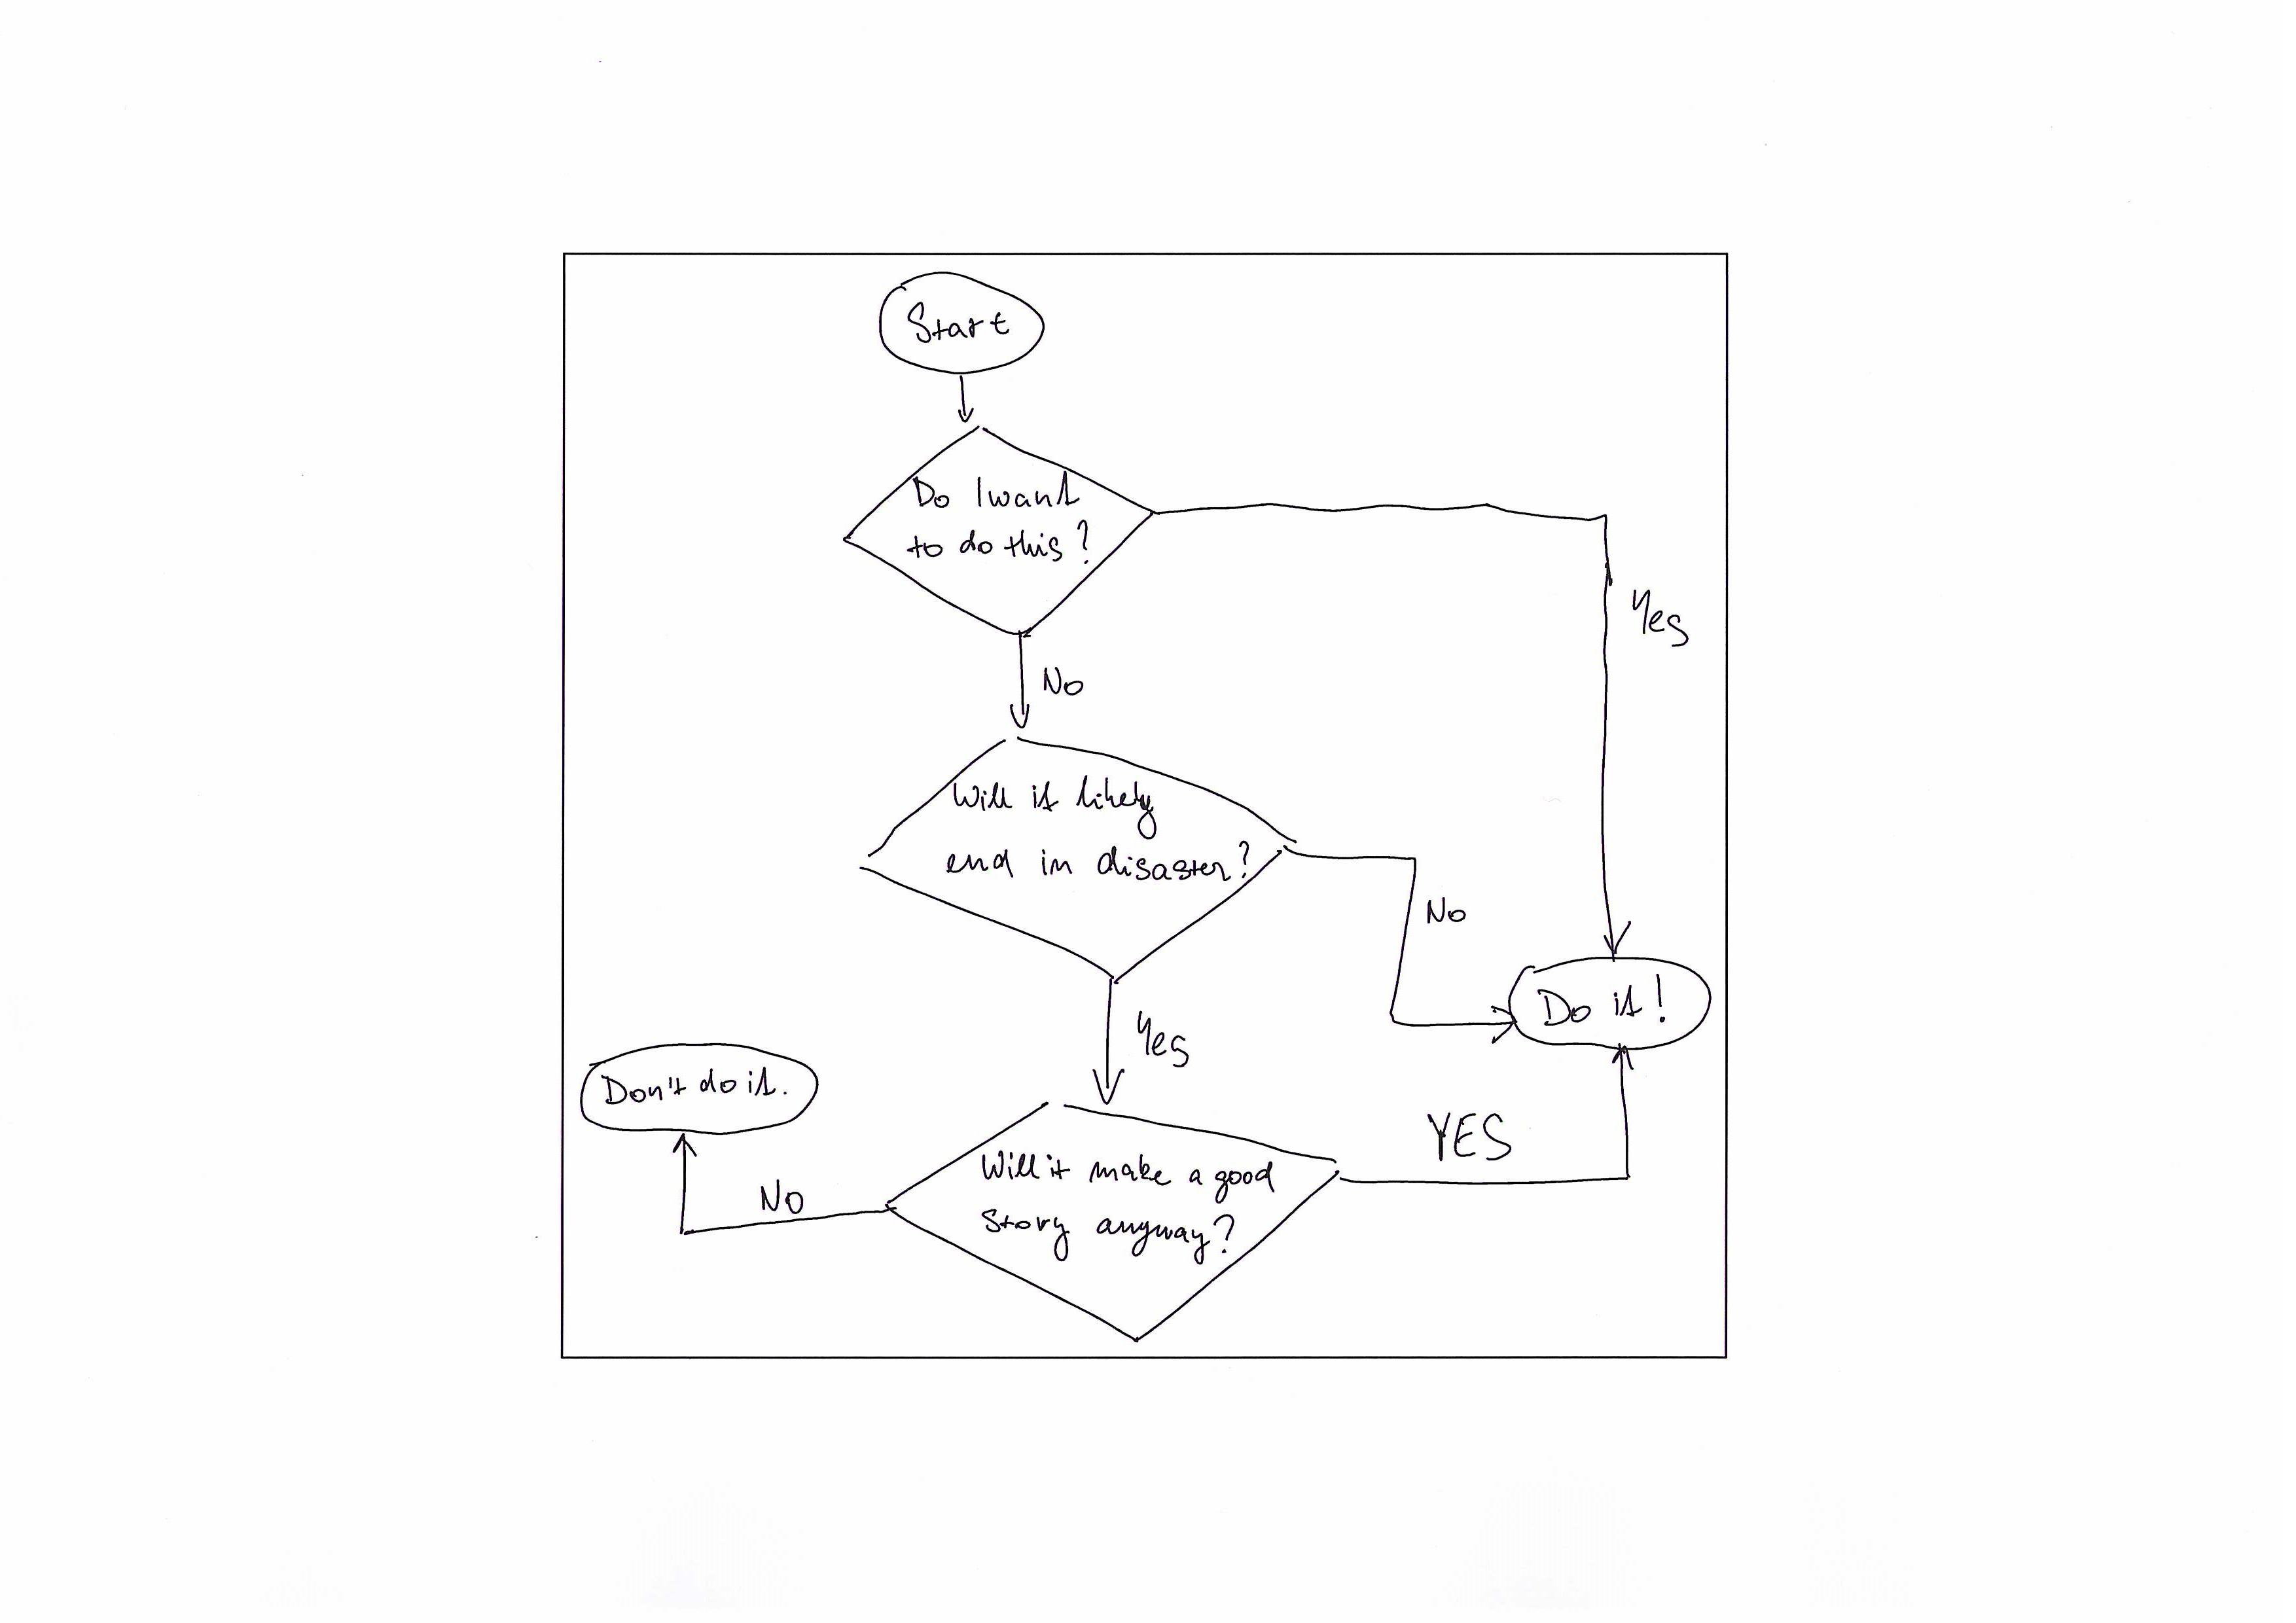 Start
Do I want
to do this?
Yes
No
Will it likely
end in disaster?
No
Do it!
Yes
Don't do it.
YES
Will it make a good
Story anyway?
No